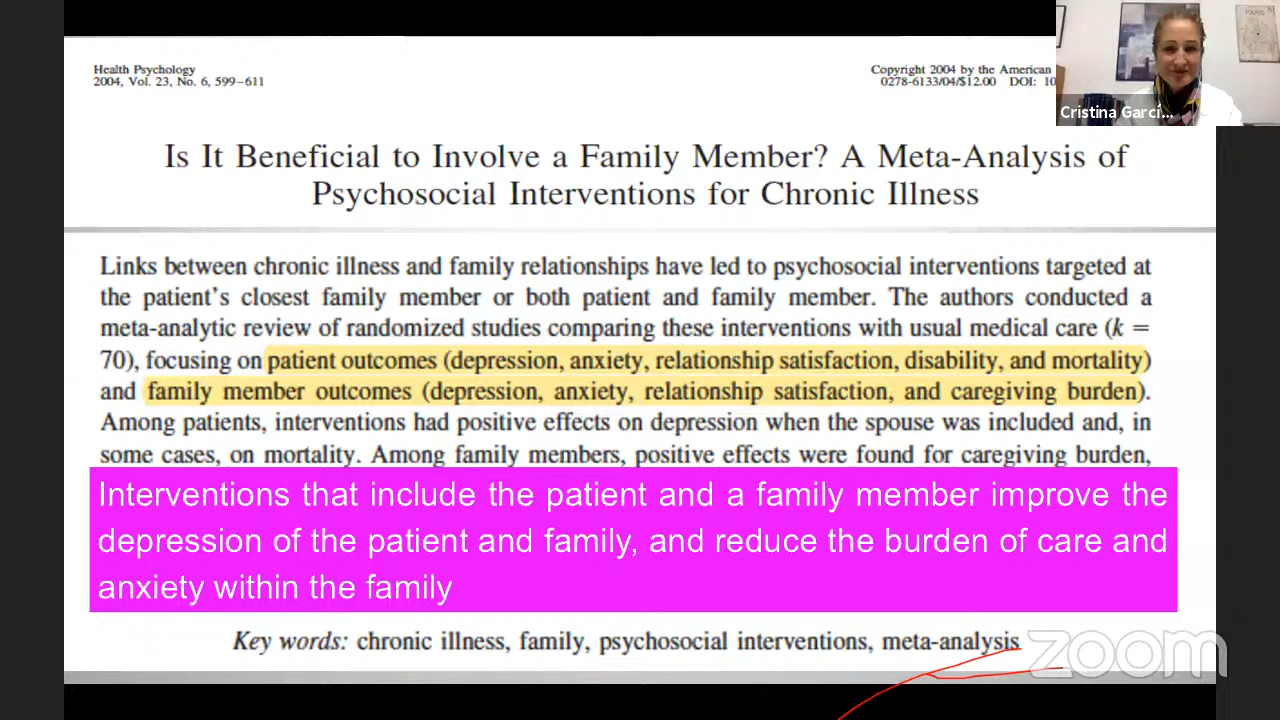 Health Psychology
2004, Vol. 23, No. 6, 599–611
Copyright 2004 by the American
0278-6133/04/$12.00 DOI: 10
PARIS
Cristina Garcí...
Is It Beneficial to Involve a Family Member? A Meta-Analysis of
Psychosocial Interventions for Chronic Illness
Links between chronic illness and family relationships have led to psychosocial interventions targeted at
the patient's closest family member or both patient and family member. The authors conducted a
meta-analytic review of randomized studies comparing these interventions with usual medical care (k =
70), focusing on patient outcomes (depression, anxiety, relationship satisfaction, disability, and mortality)
and family member outcomes (depression, anxiety, relationship satisfaction, and caregiving burden).
Among patients, interventions had positive effects on depression when the spouse was included and, in
some cases, on mortality. Among family members, positive effects were found for caregiving burden,
Interventions that include the patient and a family member improve the
depression of the patient and family, and reduce the burden of care and
anxiety within the family
Key words: chronic illness, family, psychosocial interventions, meta-analysis
zoom